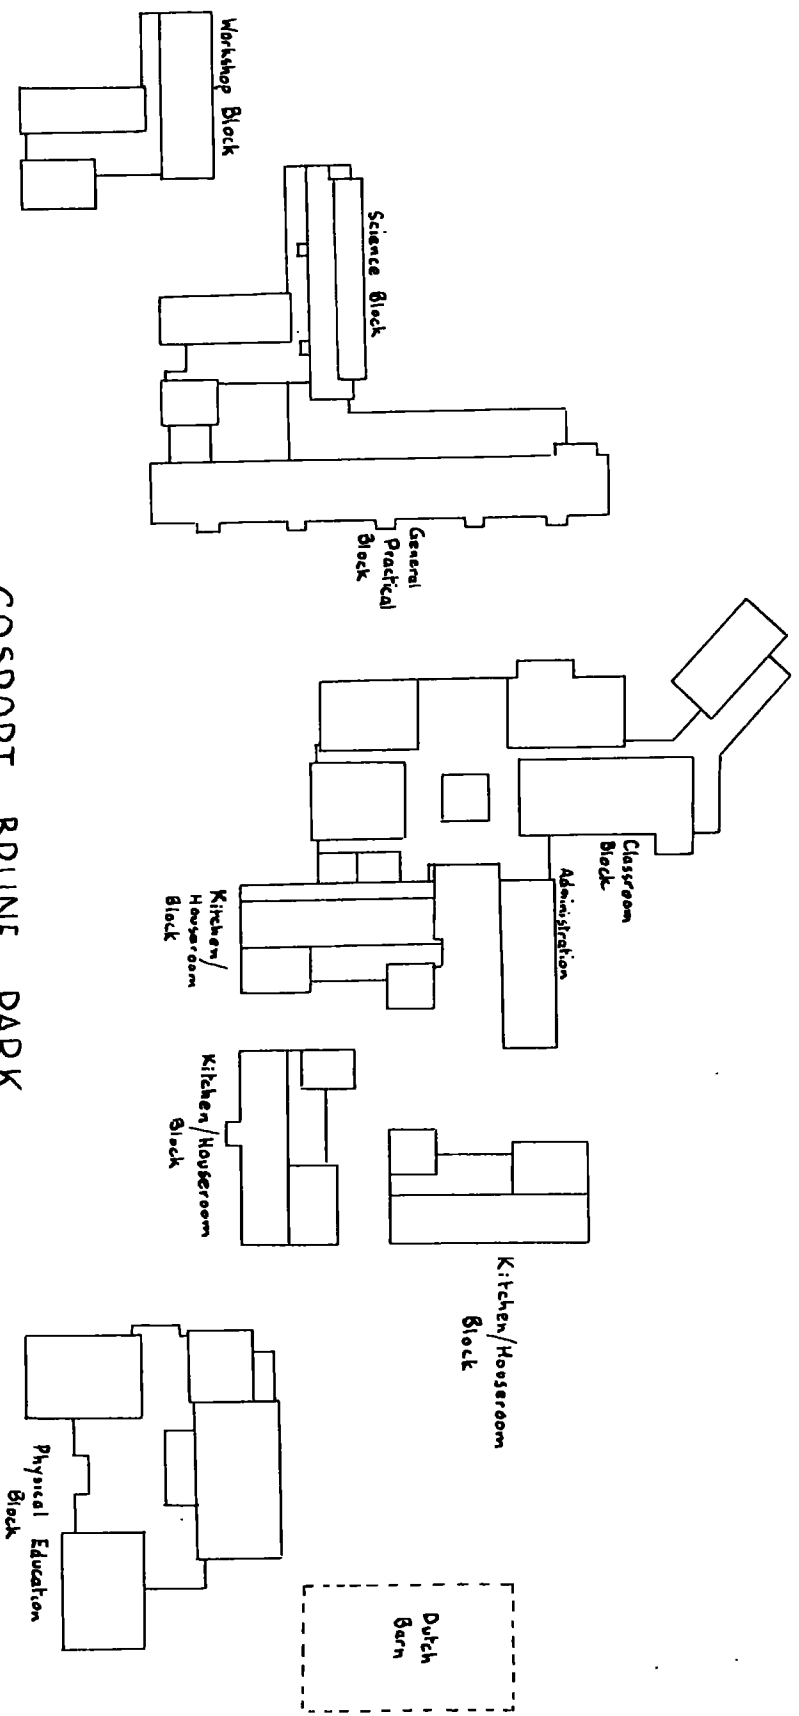 Workshop Block
Science Block
General
Practical
Block
Classroom
Block
Administration
Kitchen/
Houseroom
Block
Kitchen/Houseroom
Block
Kitchen/Houseroom
Block
Physical Education
Block
Dutch
Barn
GOSPORT BRUNE PARK